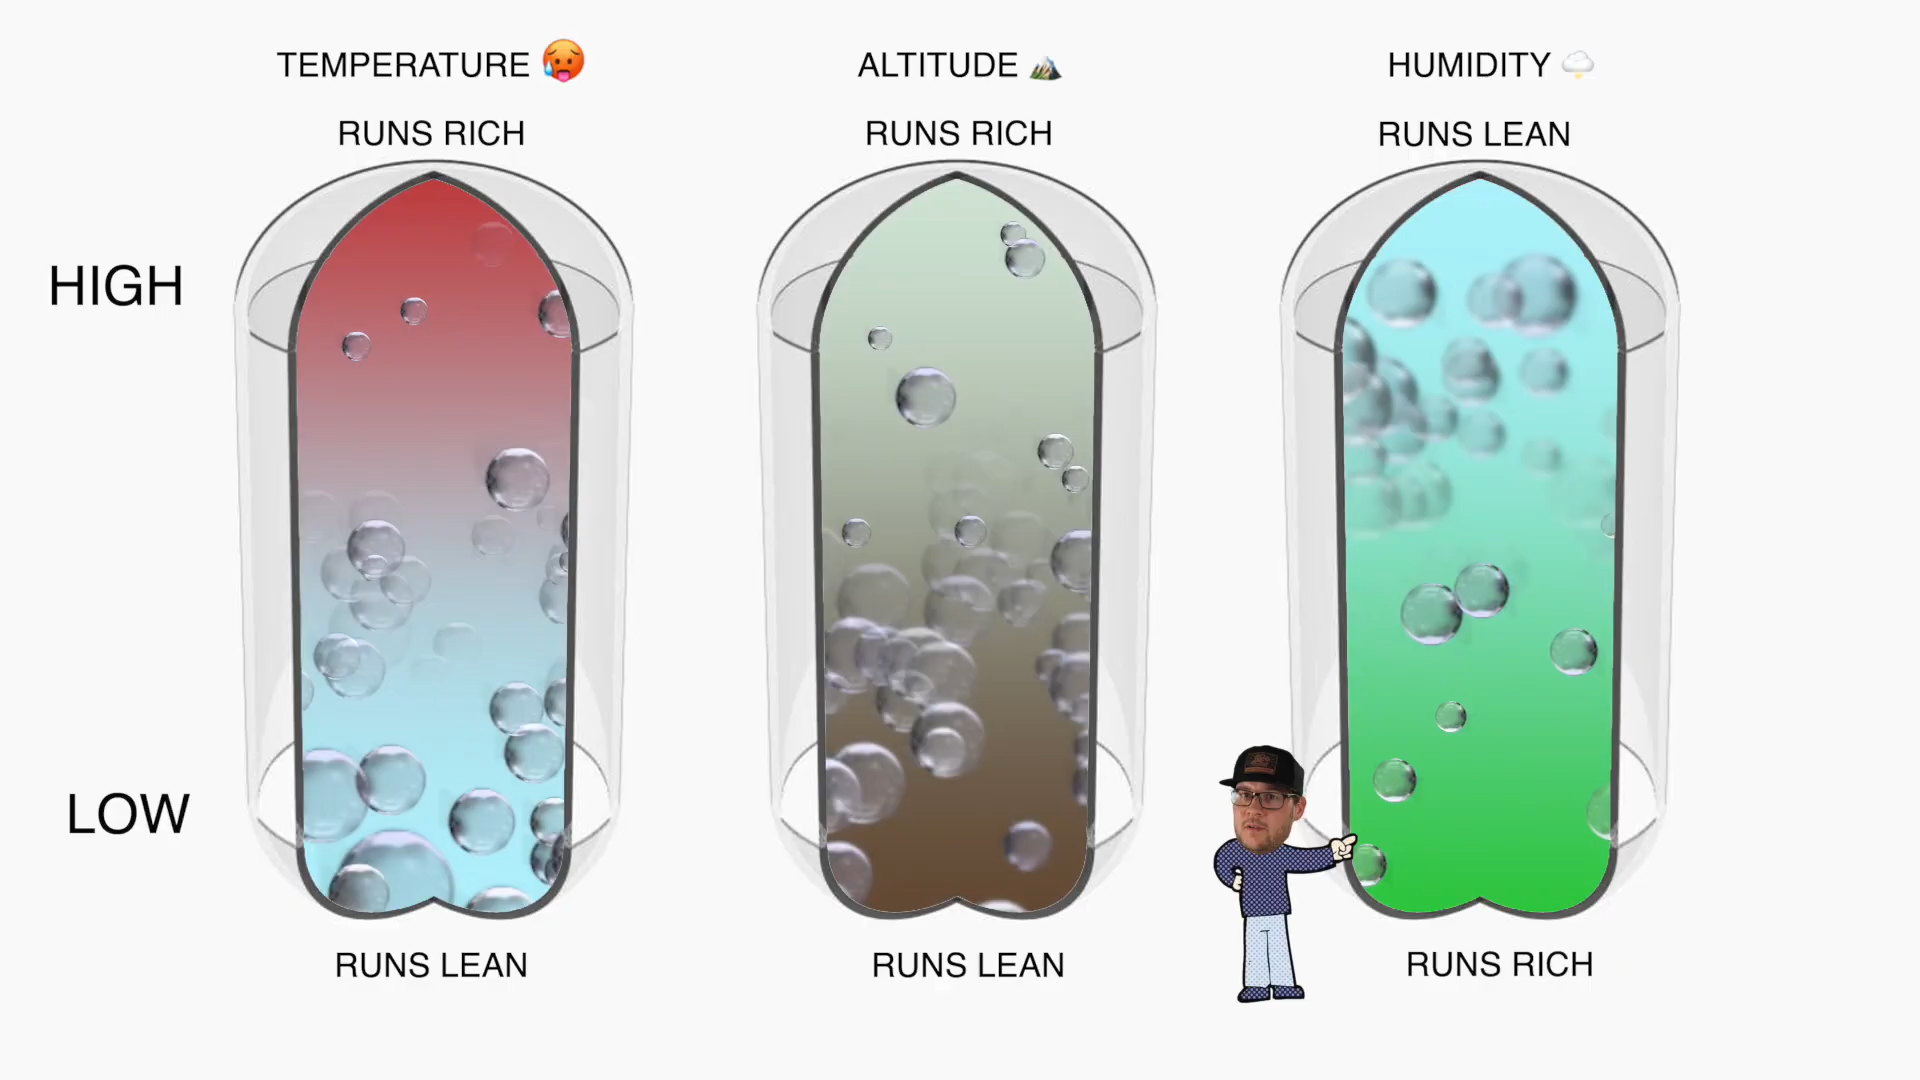 TEMPERATURE 🥵
RUNS RICH
ALTITUDE ⛰️
RUNS RICH
HUMIDITY 🌩️
RUNS LEAN
HIGH
LOW
RUNS LEAN
RUNS LEAN
RUNS RICH